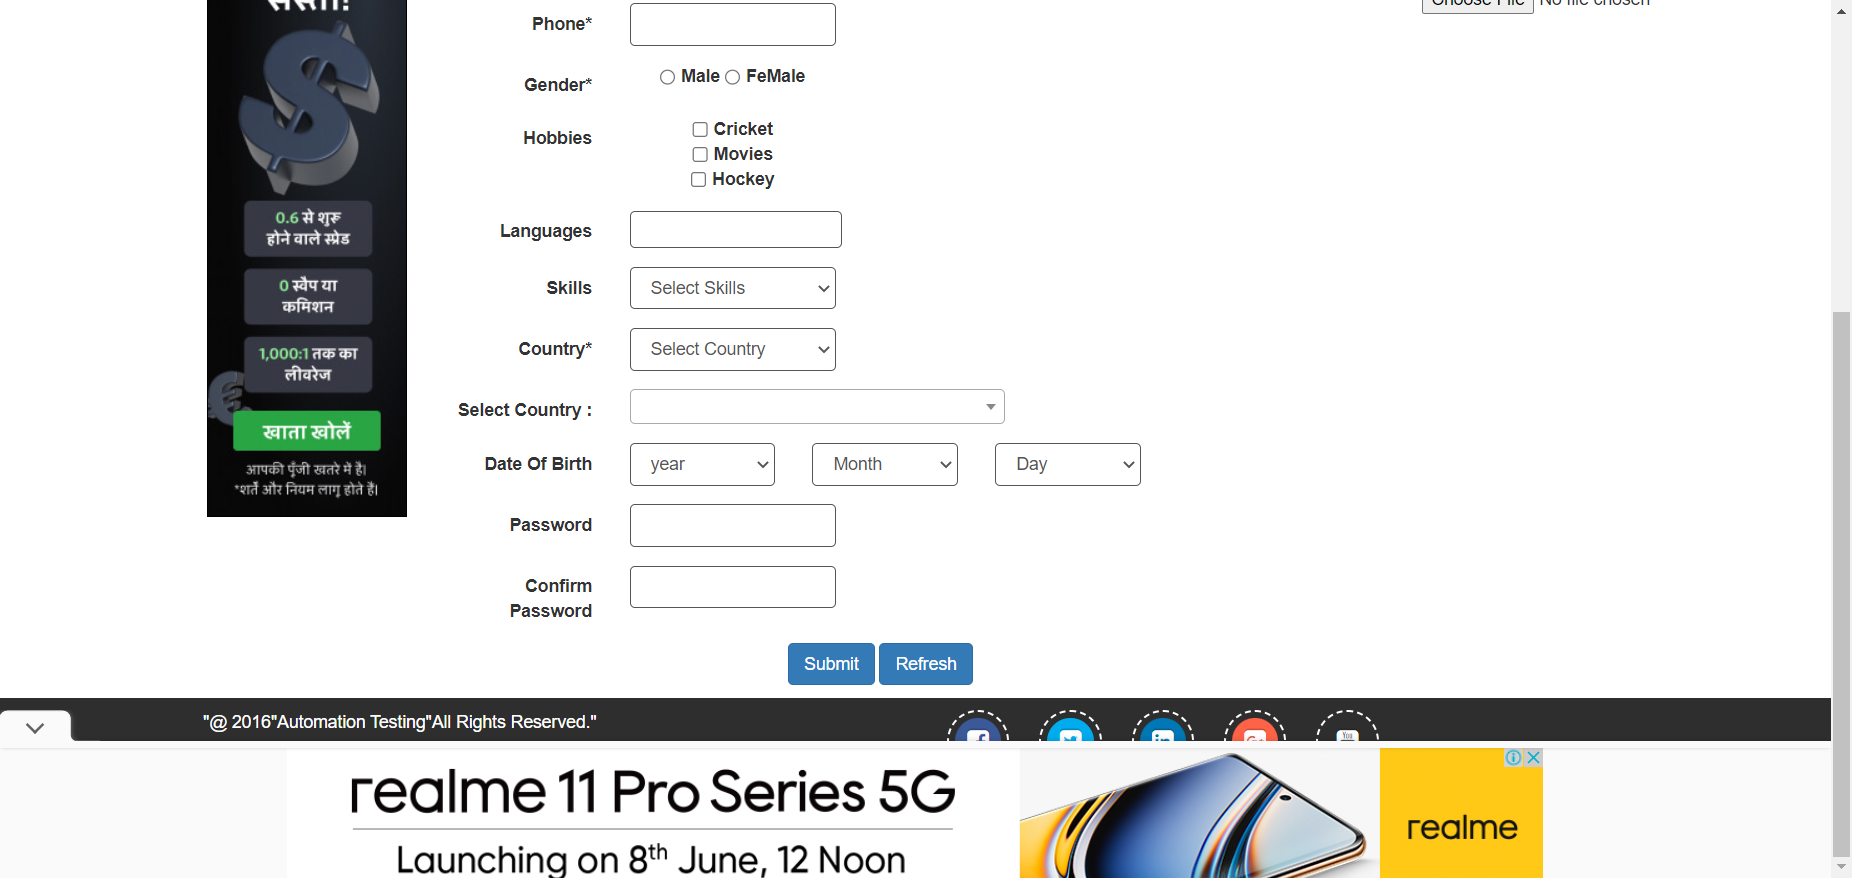 सस्ता!
0.6 से शुरू
होने वाले स्प्रेड
0 स्वैप या
कमिशन
1,000:1 तक का
लीवरेज
खाता खोलें
आपकी पूँजी खतरे में है।
*शर्तें और नियम लागू होते हैं।
Choose File No file chosen
Phone*
Gender* Male FeMale
Hobbies
Cricket
Movies
Hockey
Languages
Skills Select Skills
Country* Select Country
Select Country :
Date Of Birth year Month Day
Password
Confirm
Password
Submit Refresh
"@ 2016"Automation Testing"All Rights Reserved."
You
realme 11 Pro Series 5G
Launching on 8th June, 12 Noon
realme